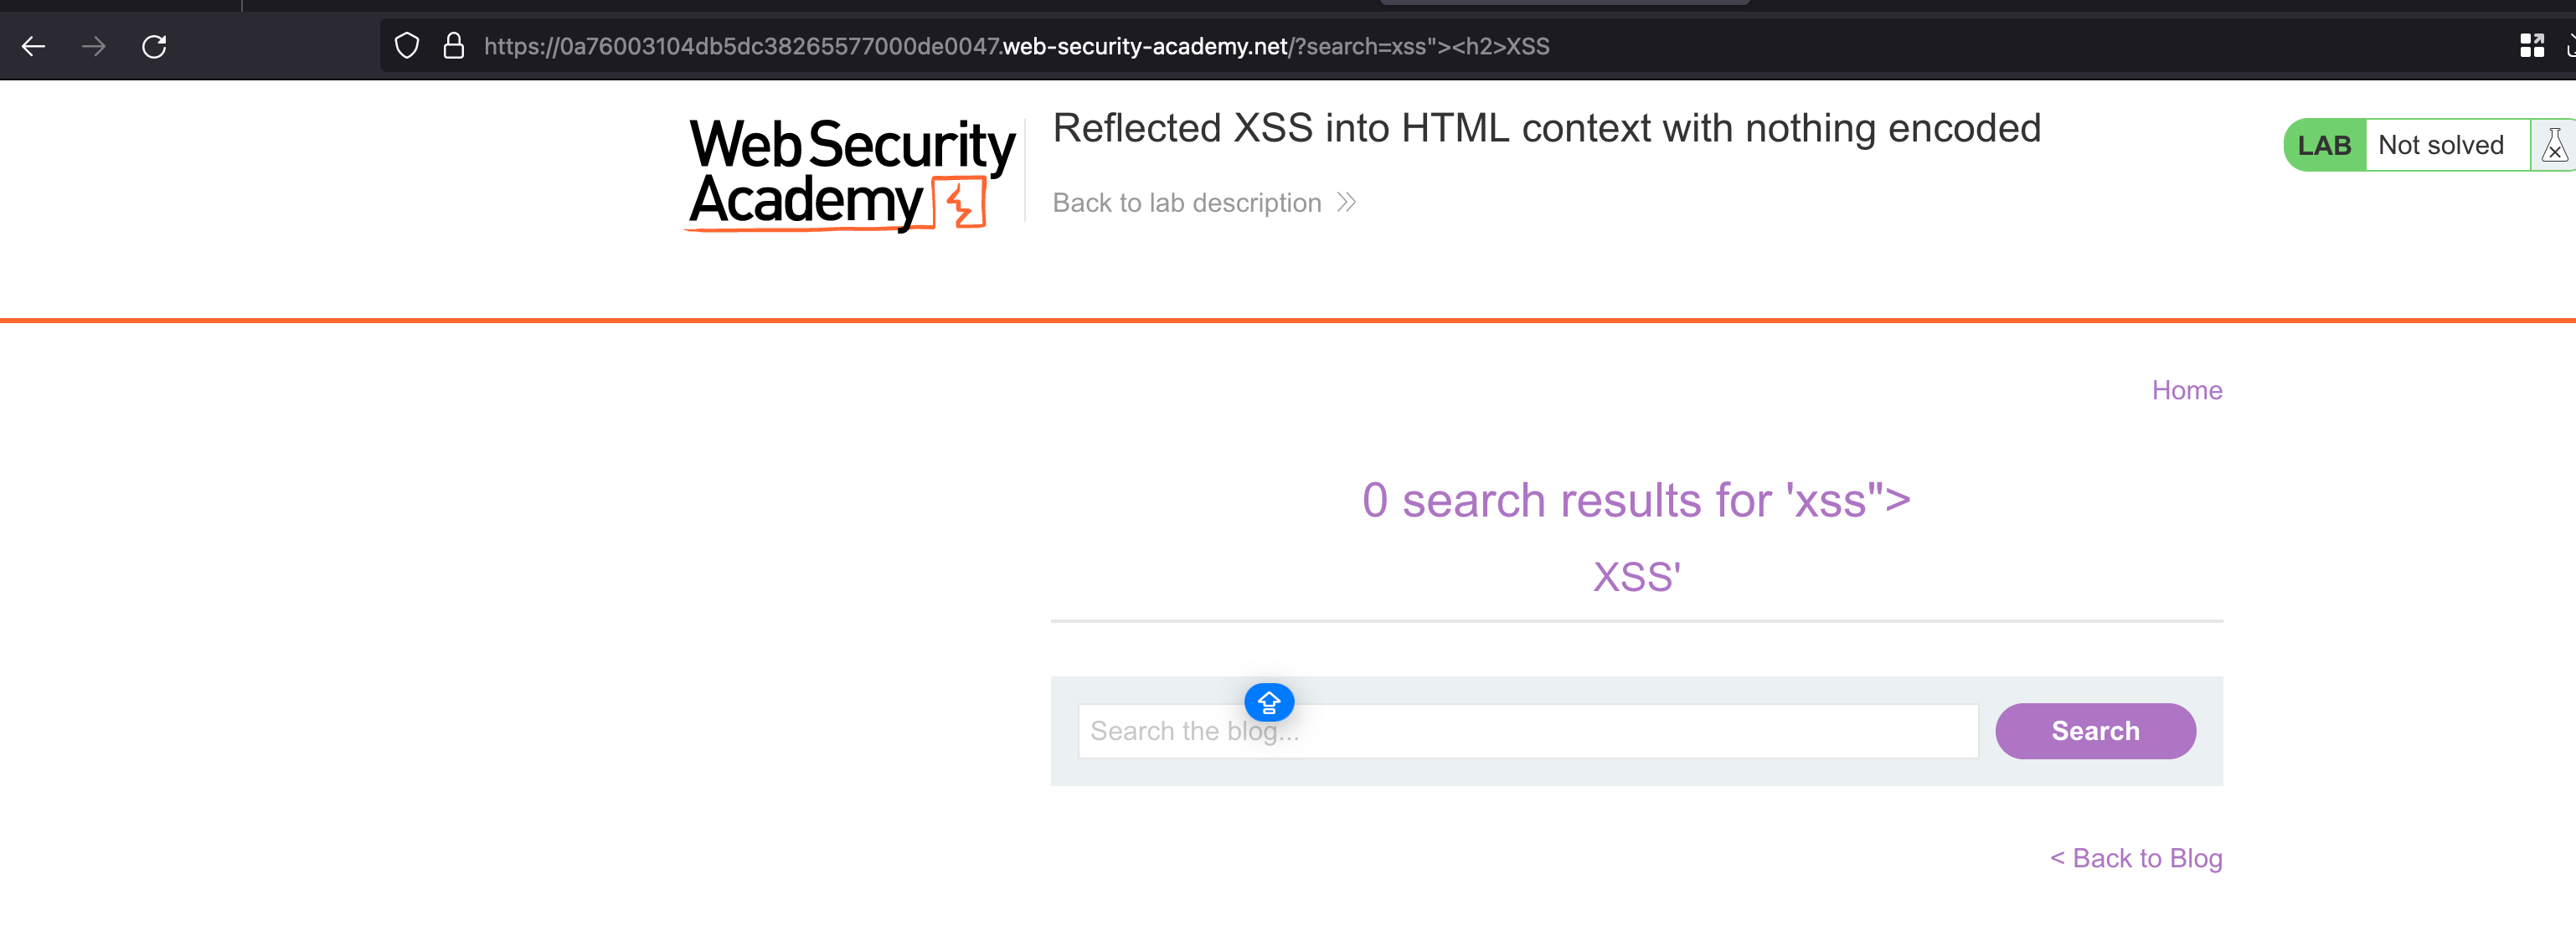 https://0a76003104db5dc38265577000de0047.web-security-academy.net/?search=xss"><h2>XSS
Web Security
Academy
Reflected XSS into HTML context with nothing encoded
Back to lab description
LAB Not solved
Home
0 search results for 'xss">
XSS'
Search the blog...
Search
< Back to Blog